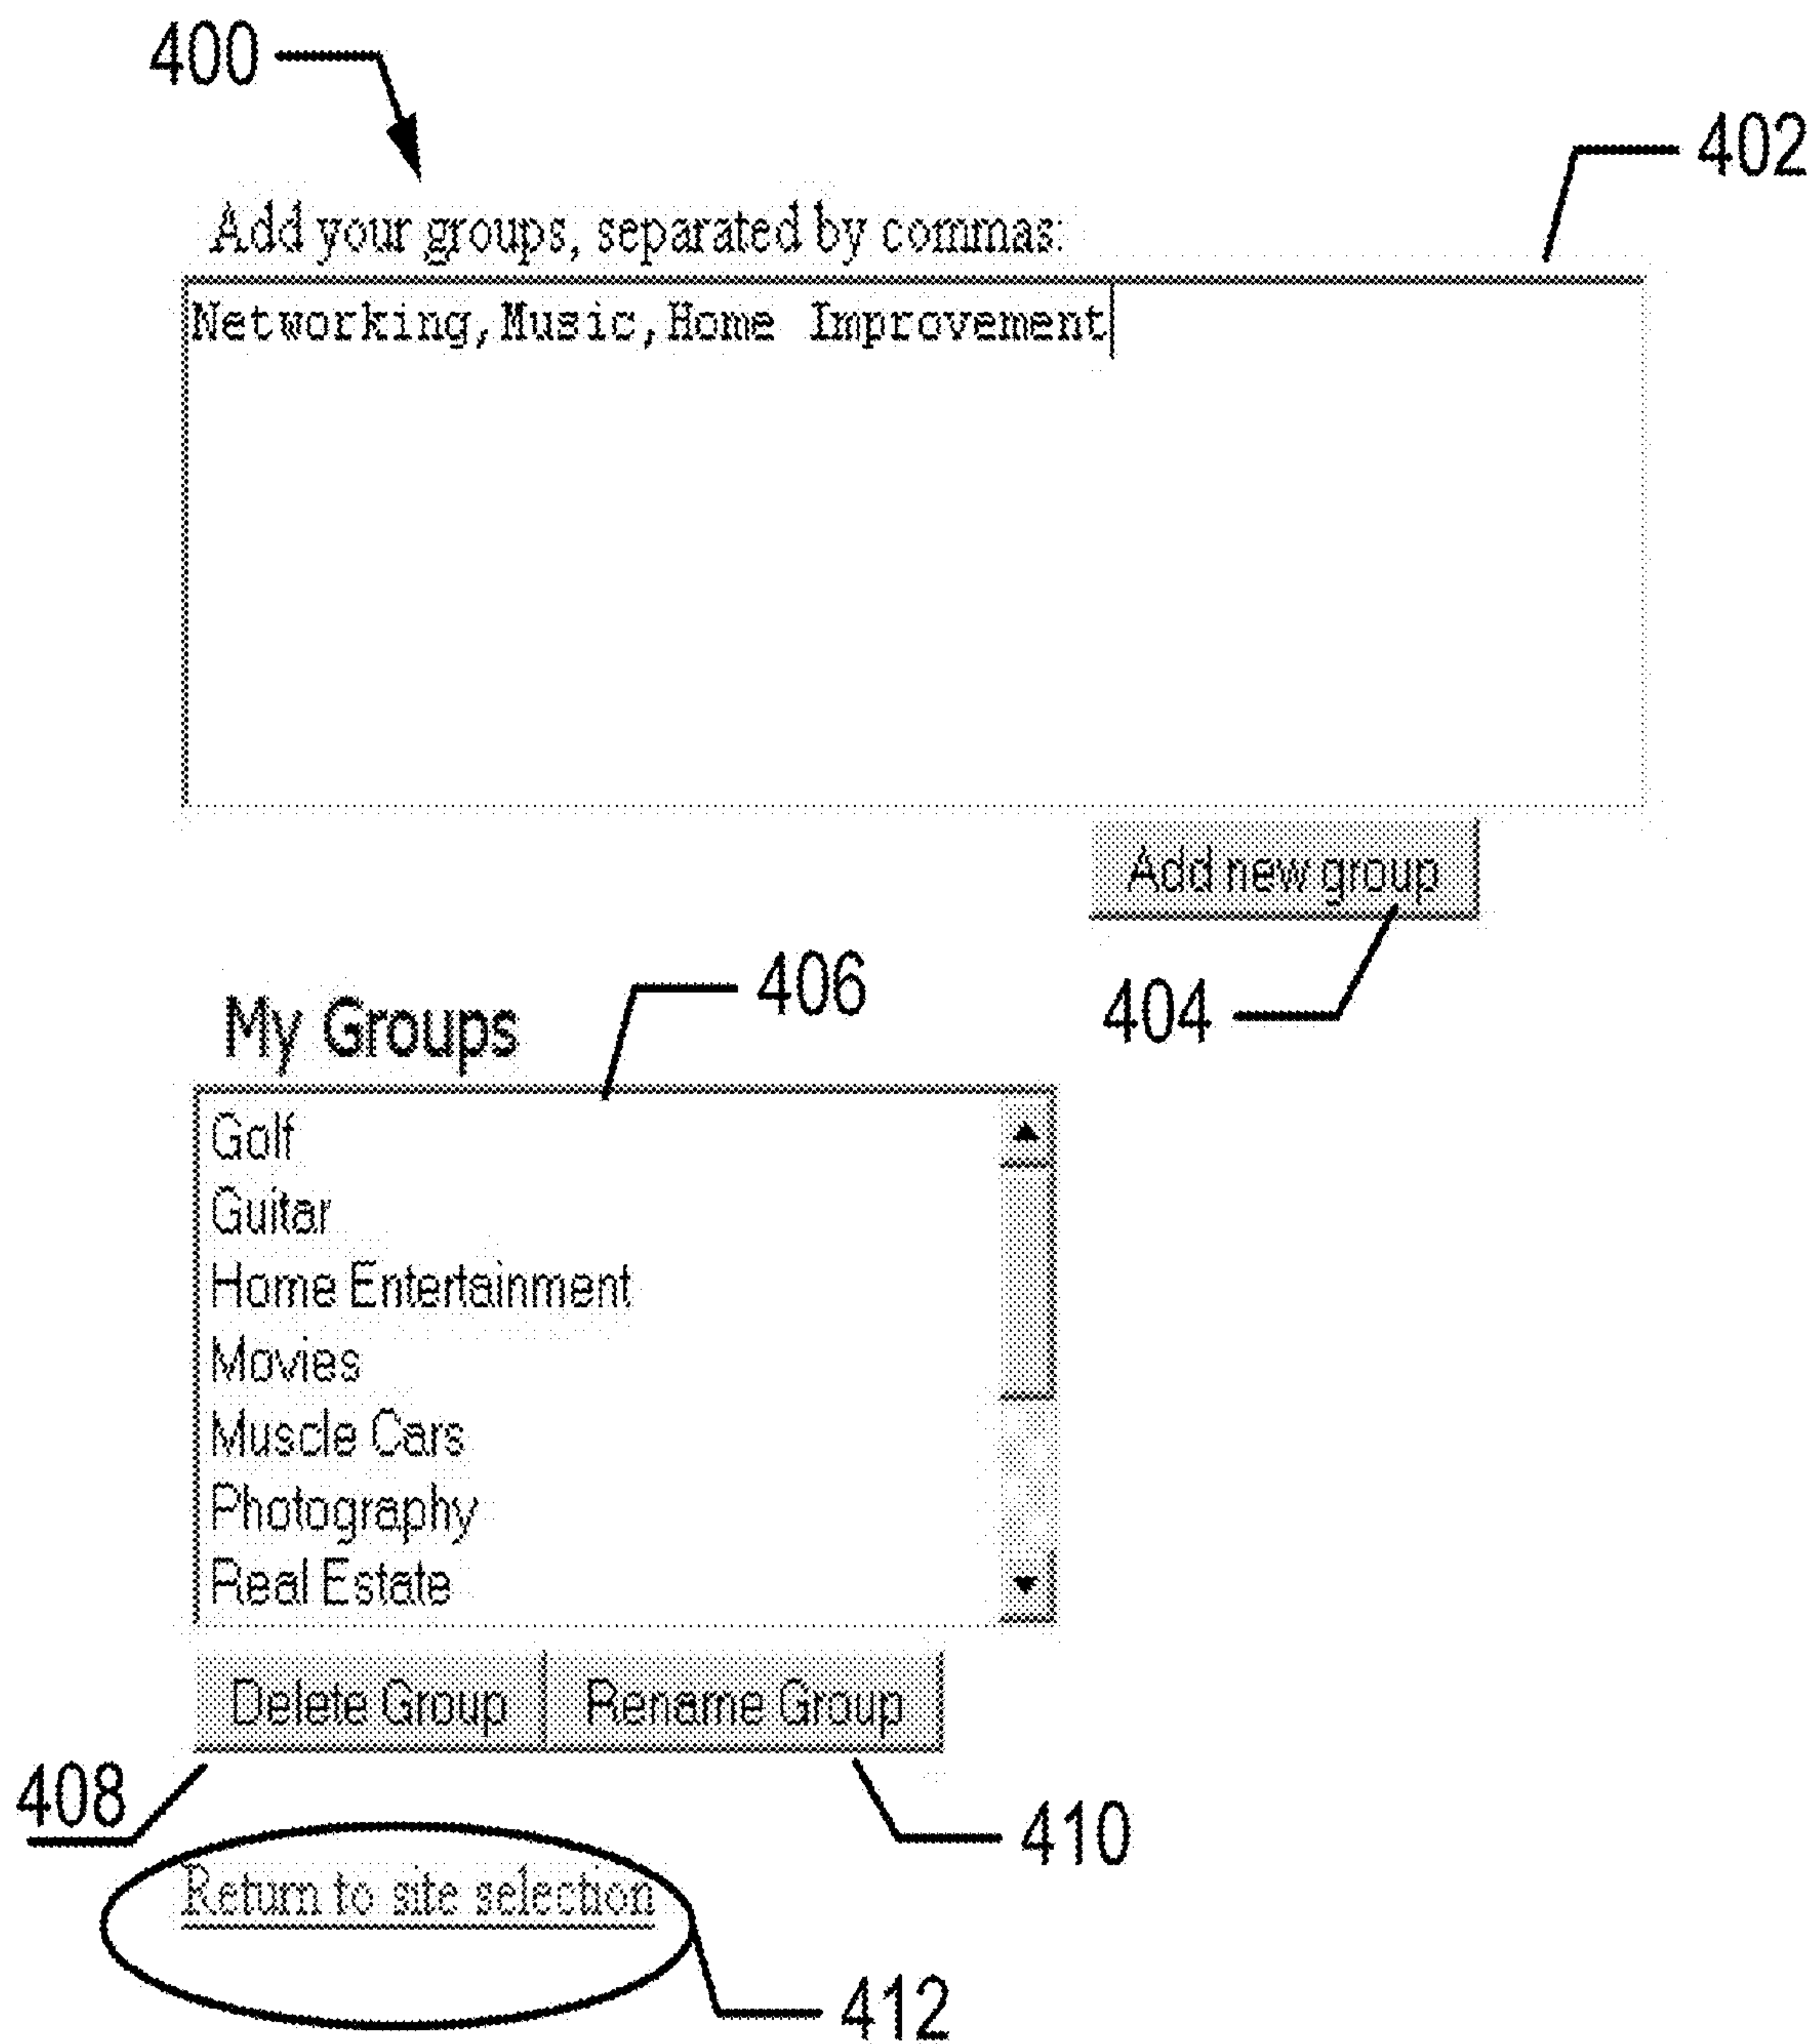 400
402
Add your groups, separated by commas:
Networking,Music,Home Improvement
Add new group
404
406
My Groups
Golf
Guitar
Home Entertainment
Movies
Muscle Cars
Photography
Real Estate
Delete Group Rename Group
408
410
Return to site selection
412